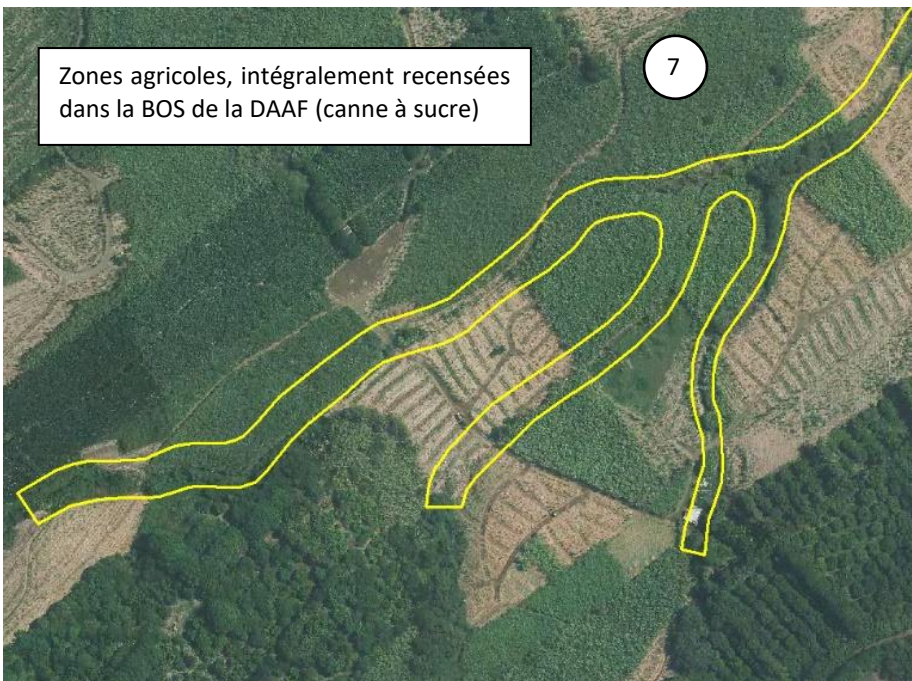 Zones agricoles, intégralement recensées
dans la BOS de la DAAF (canne à sucre)
7